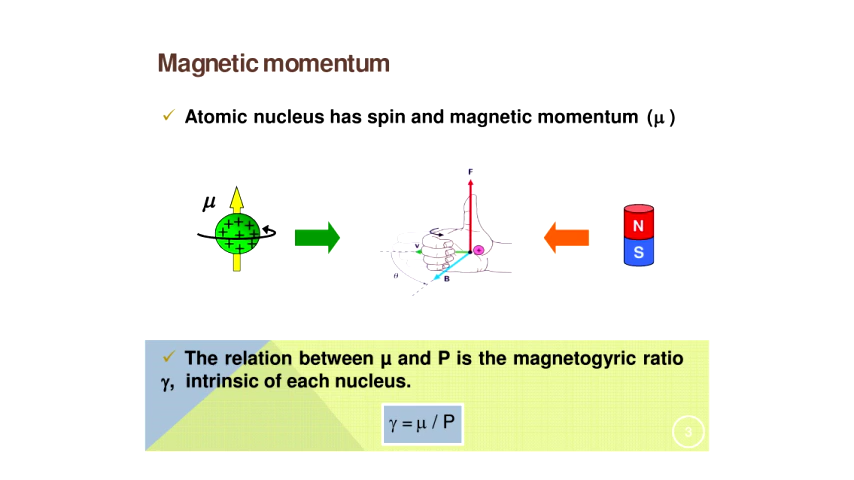 Magnetic momentum
✓ Atomic nucleus has spin and magnetic momentum (μ )
F
μ
N
v
+
S
θ
B
✓ The relation between μ and P is the magnetogyric ratio
γ, intrinsic of each nucleus.
γ = μ / P
3